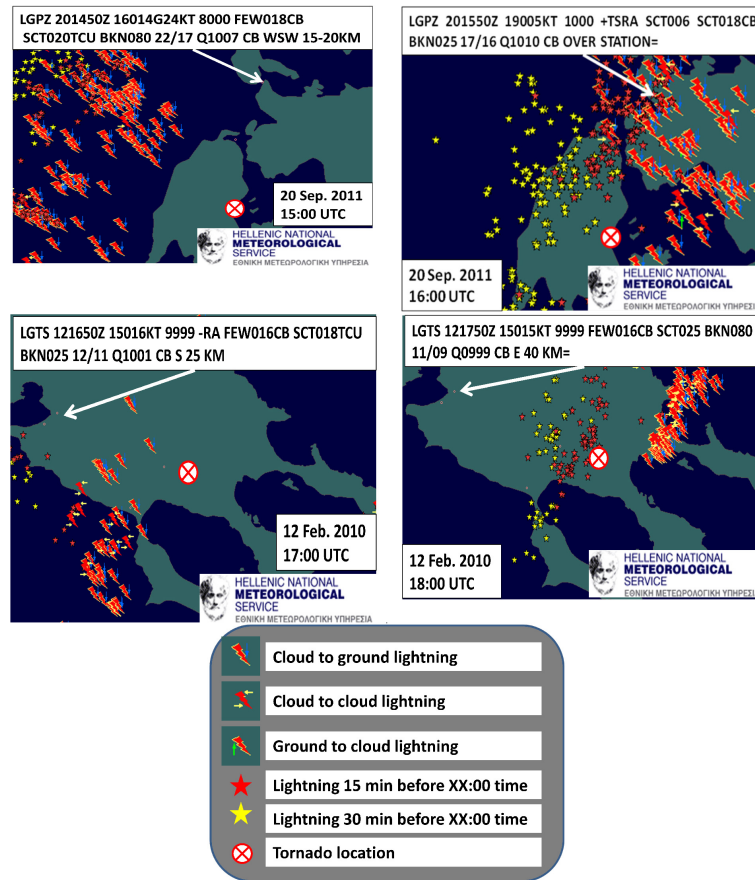 LGPZ 201450Z 16014G24KT 8000 FEW018CB
SCT020TCU BKN080 22/17 Q1007 CB WSW 15-20KM
20 Sep. 2011
15:00 UTC
HELLENIC NATIONAL
METEOROLOGICAL
SERVICE
ΕΘΝΙΚΗ ΜΕΤΕΩΡΟΛΟΓΙΚΗ ΥΠΗΡΕΣΙΑ
LGPZ 201550Z 19005KT 1000 +TSRA SCT006 SCT018CB
BKN025 17/16 Q1010 CB OVER STATION=
20 Sep. 2011
16:00 UTC
HELLENIC NATIONAL
METEOROLOGICAL
SERVICE
ΕΘΝΙΚΗ ΜΕΤΕΩΡΟΛΟΓΙΚΗ ΥΠΗΡΕΣΙΑ
LGTS 121650Z 15016KT 9999 -RA FEW016CB SCT018TCU
BKN025 12/11 Q1001 CB S 25 KM
12 Feb. 2010
17:00 UTC
HELLENIC NATIONAL
METEOROLOGICAL
SERVICE
ΕΘΝΙΚΗ ΜΕΤΕΩΡΟΛΟΓΙΚΗ ΥΠΗΡΕΣΙΑ
LGTS 121750Z 15015KT 9999 FEW016CB SCT025 BKN080
11/09 Q0999 CB E 40 KM=
12 Feb. 2010
18:00 UTC
HELLENIC NATIONAL
METEOROLOGICAL
SERVICE
ΕΘΝΙΚΗ ΜΕΤΕΩΡΟΛΟΓΙΚΗ ΥΠΗΡΕΣΙΑ
Cloud to ground lightning
Cloud to cloud lightning
Ground to cloud lightning
Lightning 15 min before XX:00 time
Lightning 30 min before XX:00 time
Tornado location